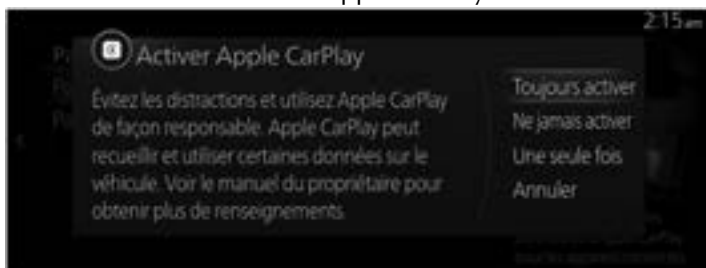 2:15 am
Activer Apple CarPlay
Évitez les distractions et utilisez Apple CarPlay
de façon responsable. Apple CarPlay peut
recueillir et utiliser certaines données sur le
véhicule. Voir le manuel du propriétaire pour
obtenir plus de renseignements.
Toujours activer
Ne jamais activer
Une seule fois
Annuler